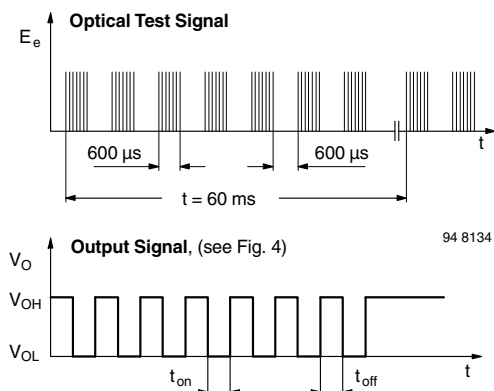 Optical Test Signal
E e
600 μs
600 μs
t
t = 60 ms
94 8134
Output Signal, (see Fig. 4)
V O
V OH
V OL
t on
t off
t